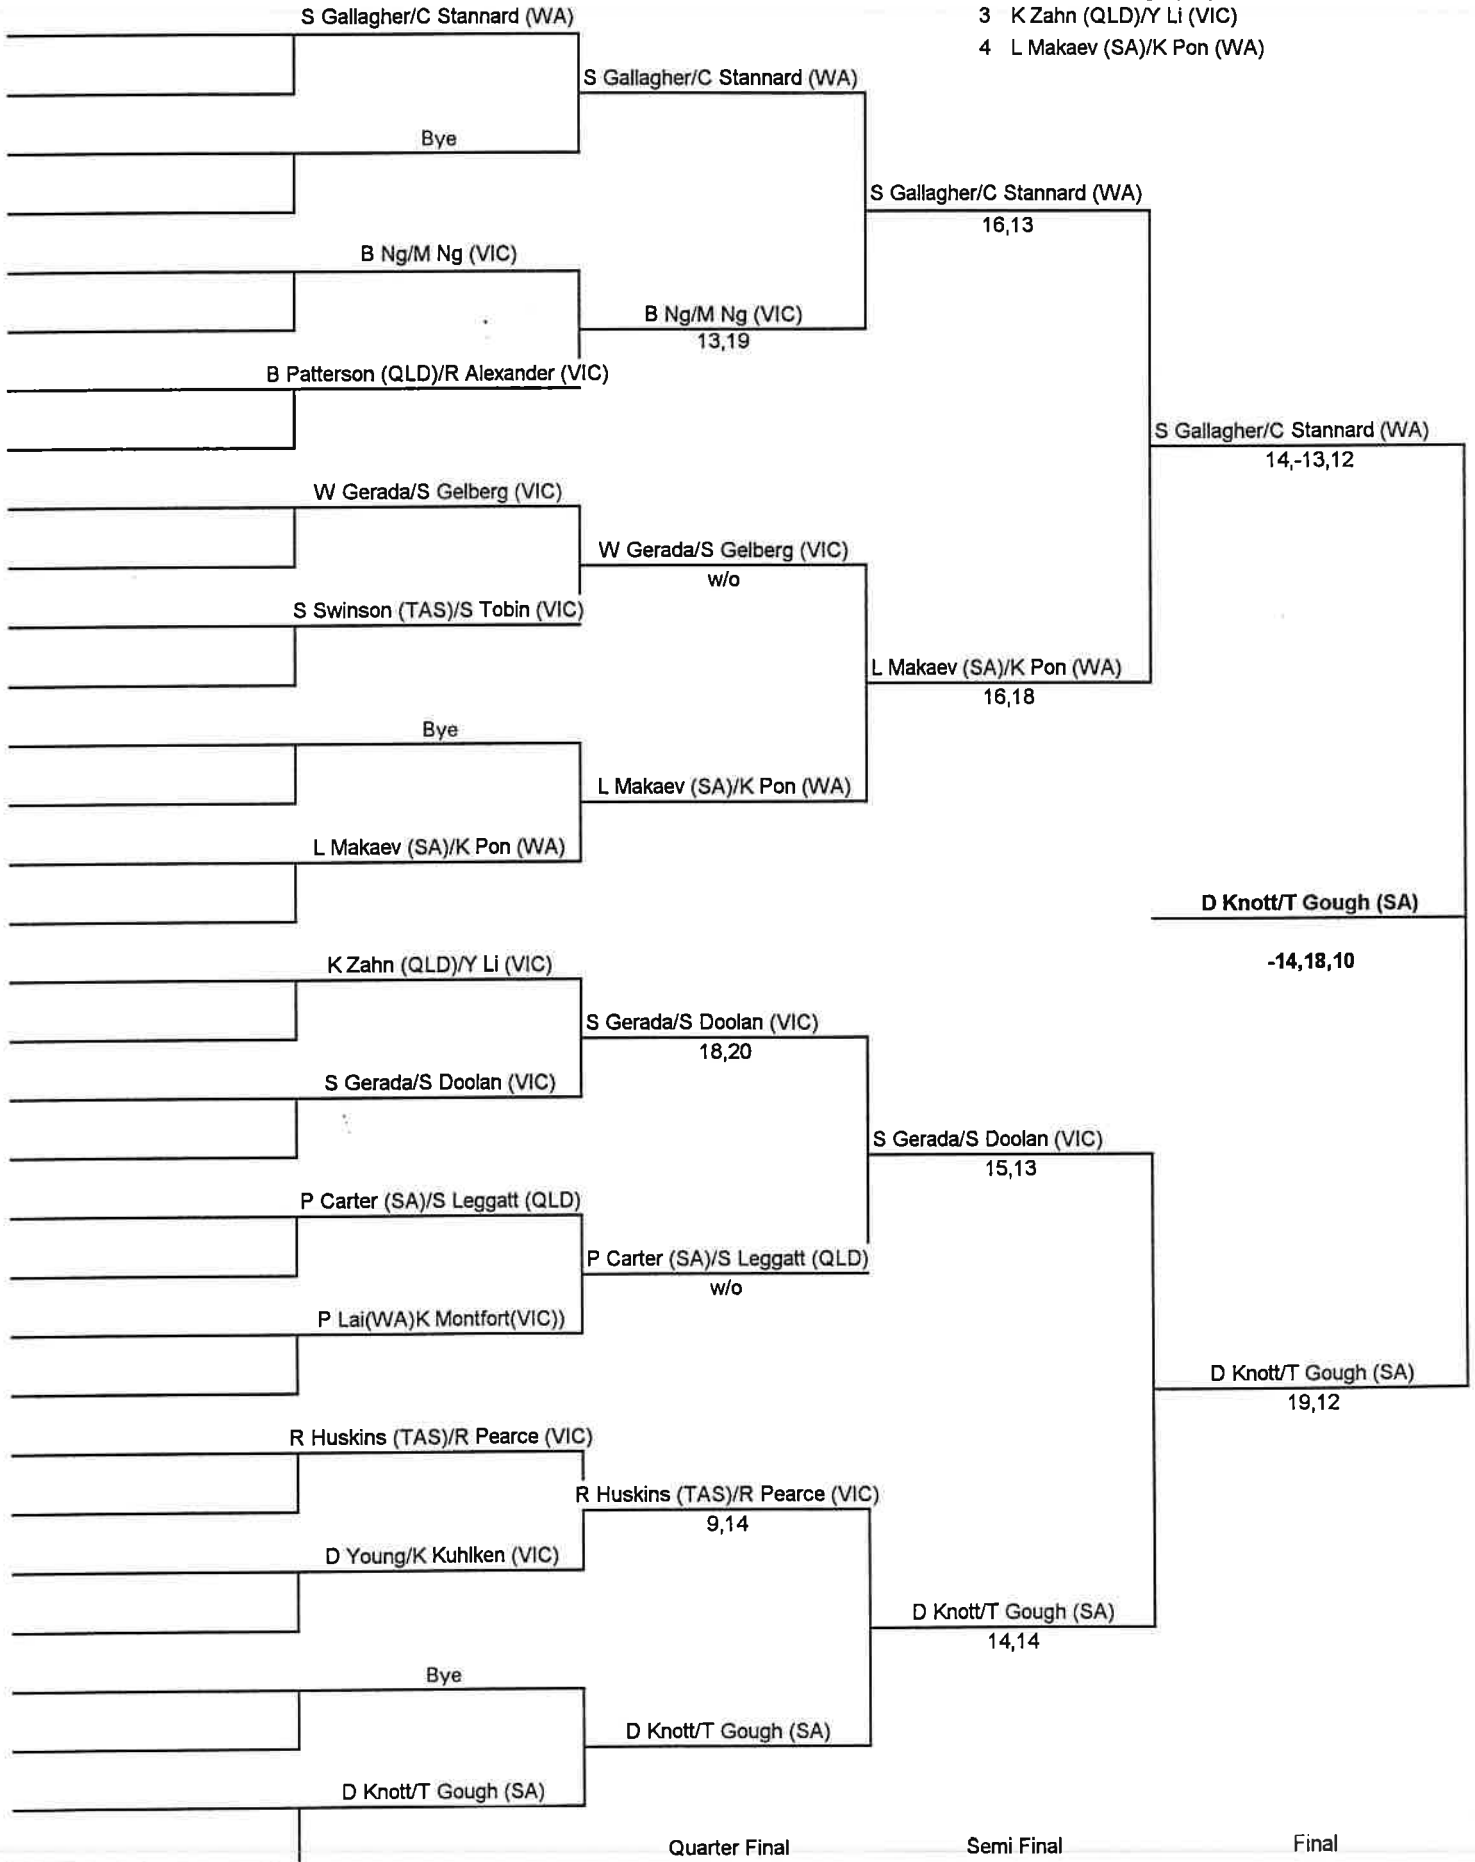 S Gallagher/C Stannard (WA)
3 K Zahn (QLD)/Y Li (VIC)
4 L Makaev (SA)/K Pon (WA)
S Gallagher/C Stannard (WA)
Bye
S Gallagher/C Stannard (WA)
16,13
B Ng/M Ng (VIC)
B Ng/M Ng (VIC)
13,19
B Patterson (QLD)/R Alexander (VIC)
S Gallagher/C Stannard (WA)
14,-13,12
W Gerada/S Gelberg (VIC)
W Gerada/S Gelberg (VIC)
w/o
S Swinson (TAS)/S Tobin (VIC)
L Makaev (SA)/K Pon (WA)
16,18
Bye
L Makaev (SA)/K Pon (WA)
L Makaev (SA)/K Pon (WA)
D Knott/T Gough (SA)
-14,18,10
K Zahn (QLD)/Y Li (VIC)
S Gerada/S Doolan (VIC)
18,20
S Gerada/S Doolan (VIC)
S Gerada/S Doolan (VIC)
15,13
P Carter (SA)/S Leggatt (QLD)
P Carter (SA)/S Leggatt (QLD)
w/o
P Lai(WA)K Montfort(VIC))
D Knott/T Gough (SA)
19,12
R Huskins (TAS)/R Pearce (VIC)
R Huskins (TAS)/R Pearce (VIC)
9,14
D Young/K Kuhlken (VIC)
D Knott/T Gough (SA)
14,14
Bye
D Knott/T Gough (SA)
D Knott/T Gough (SA)
Quarter Final
Semi Final
Final